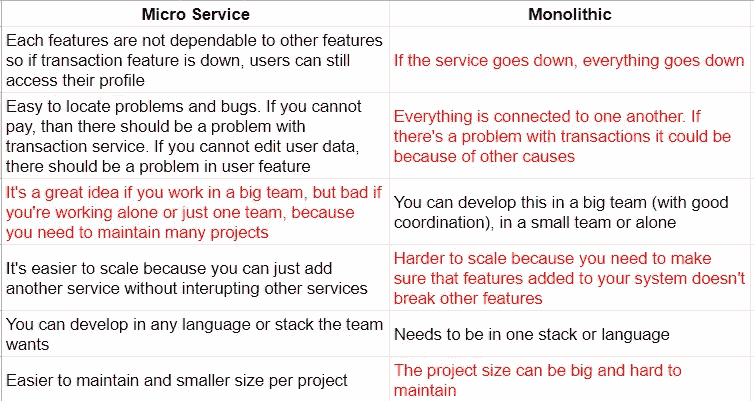 Micro Service
Monolithic
Each features are not dependable to other features
so if transaction feature is down, users can still
access their profile
If the service goes down, everything goes down
Easy to locate problems and bugs. If you cannot
pay, than there should be a problem with
transaction service. If you cannot edit user data,
there should be a problem in user feature
Everything is connected to one another. If
there's a problem with transactions it could be
because of other causes
It's a great idea if you work in a big team, but bad if
you're working alone or just one team, because
you need to maintain many projects
You can develop this in a big team (with good
coordination), in a small team or alone
It's easier to scale because you can just add
another service without interupting other services
Harder to scale because you need to make
sure that features added to your system doesn't
break other features
You can develop in any language or stack the team
wants
Needs to be in one stack or language
Easier to maintain and smaller size per project
The project size can be big and hard to
maintain